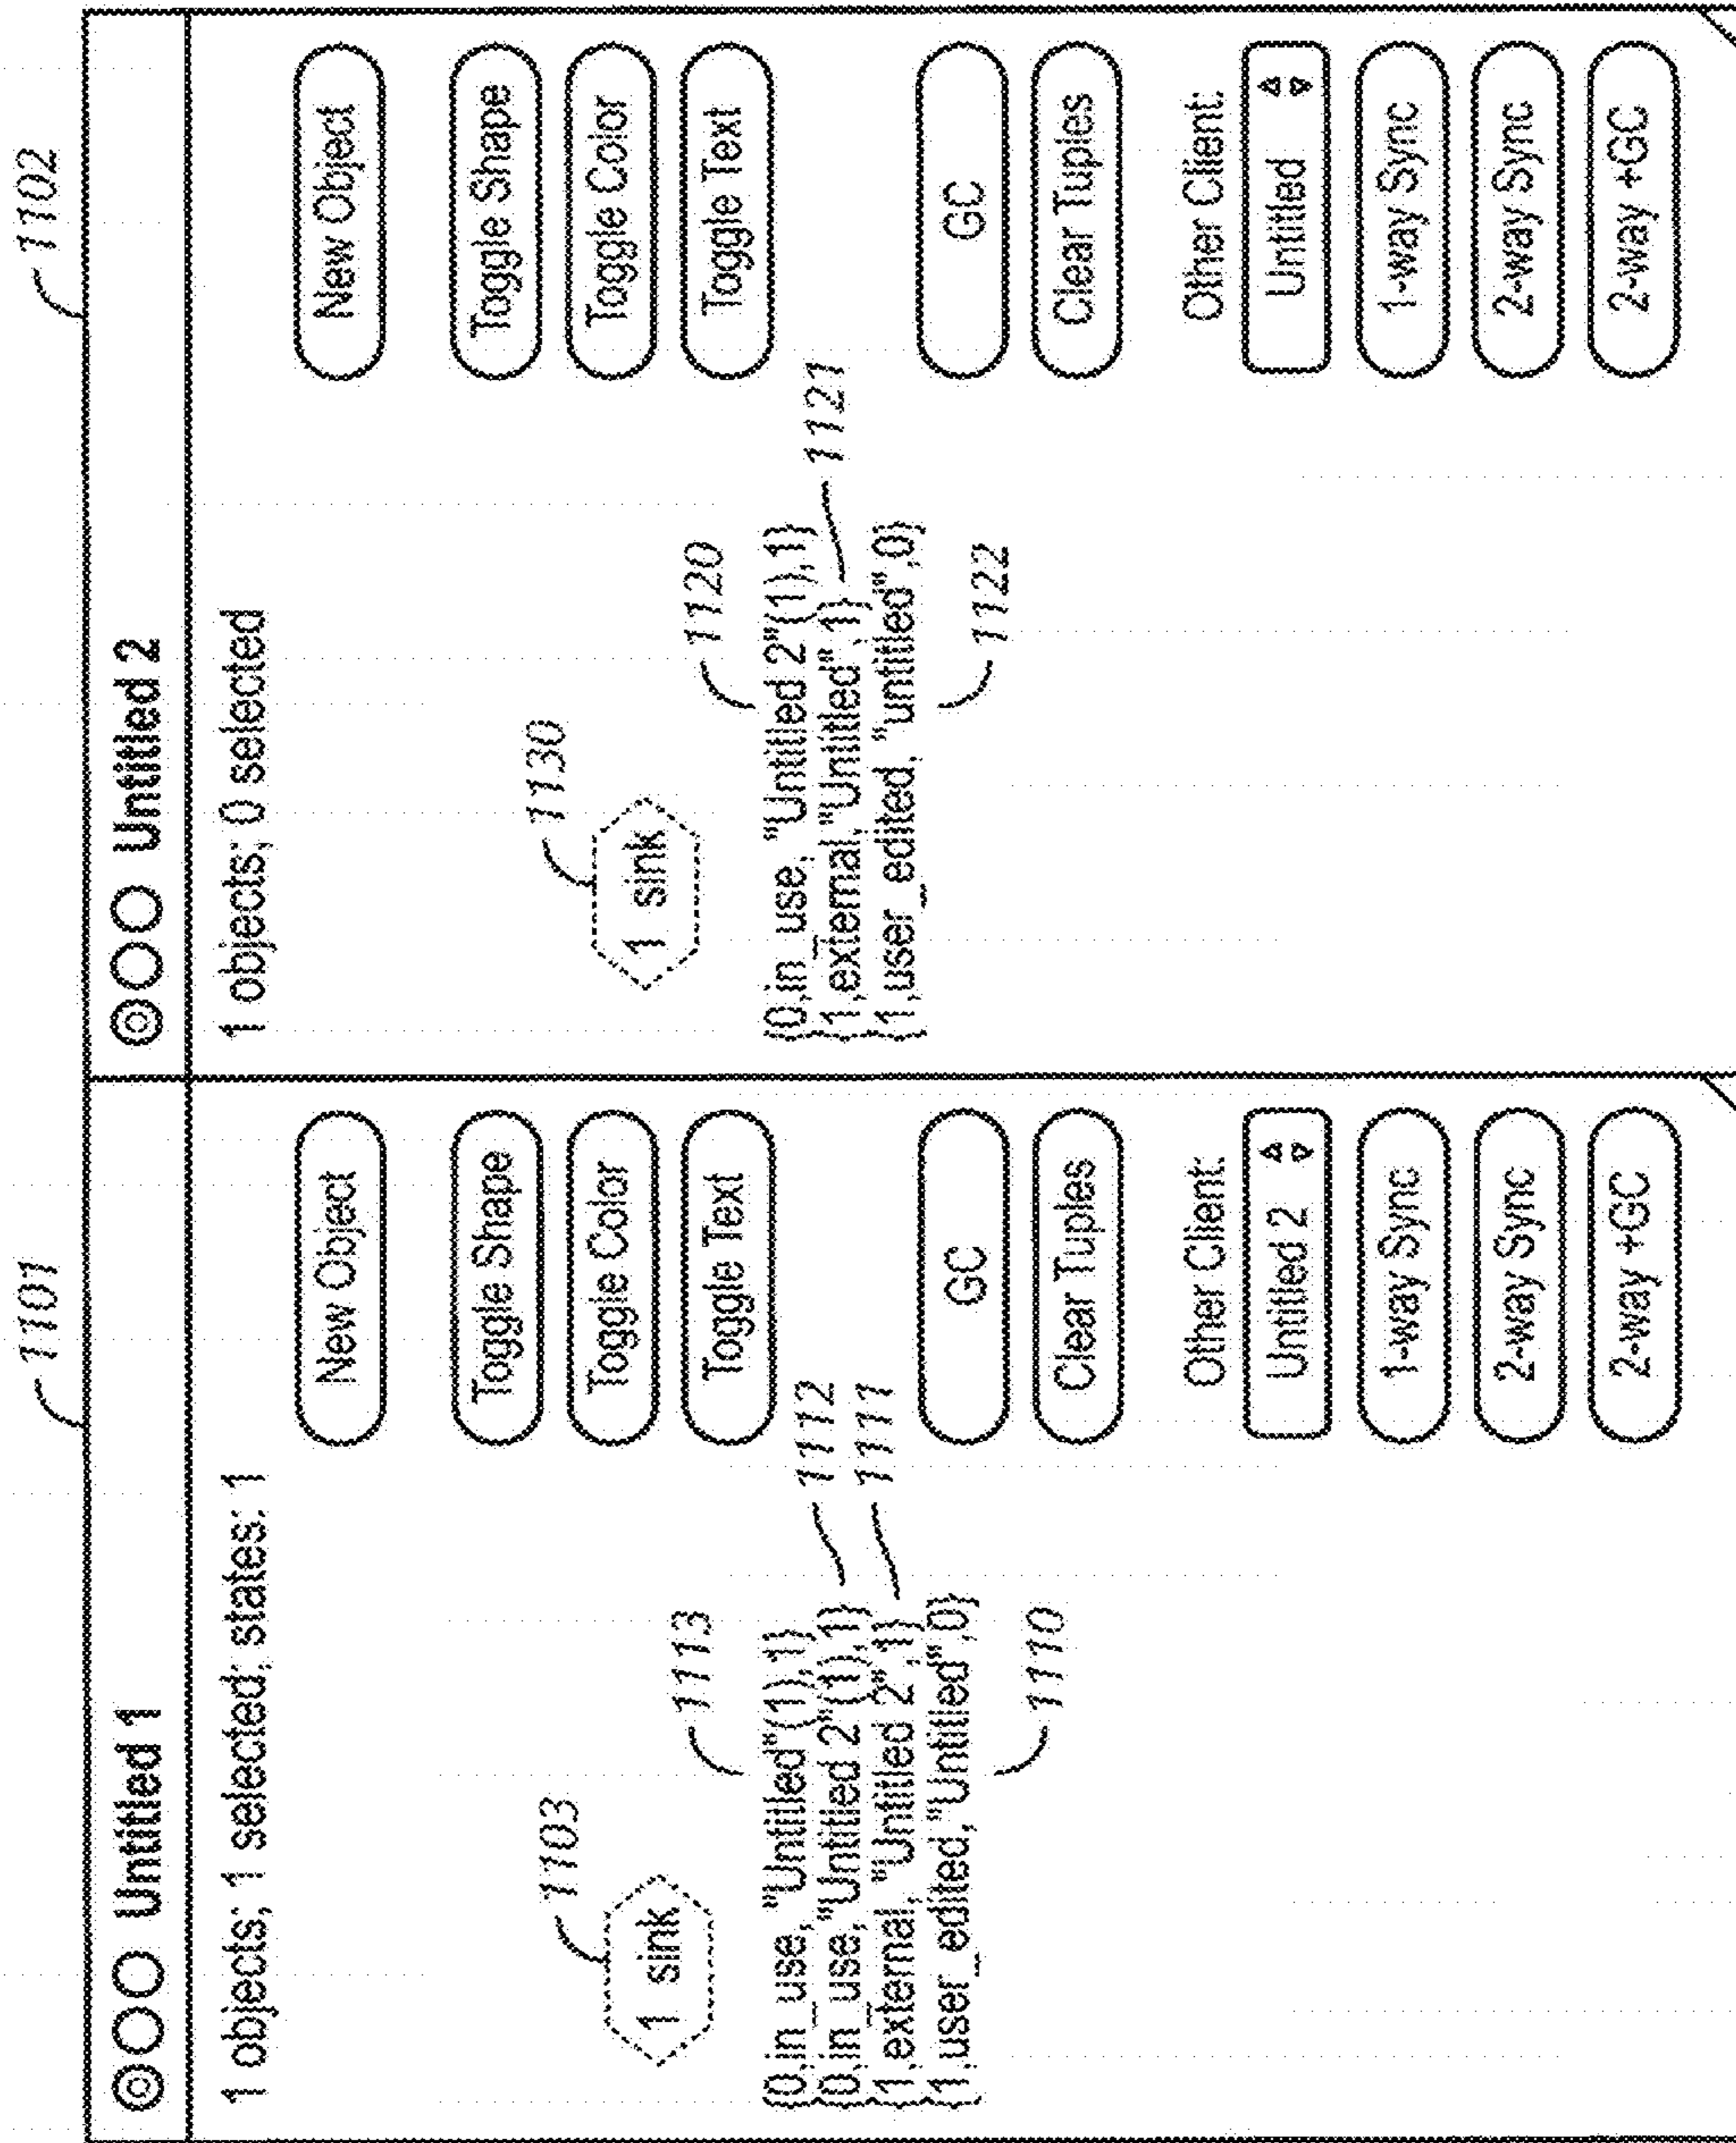 1101
Untitled 1
1 objects; 1 selected; states: 1
New Object
1103
1 sink
Toggle Shape
Toggle Color
Toggle Text
1113
{0,in_use, "Untitled"(1),1}
{0,in_use,"Untitled 2"(1),1}
{1,external, "Untitled 2",1}
{1,user_edited,"Untitled",0}
1112
1111
1110
GC
Clear Tuples
Other Client:
Untitled 2
1-way Sync
2-way Sync
2-way +GC
1102
Untitled 2
1 objects; 0 selected
New Object
1130
1 sink
Toggle Shape
Toggle Color
Toggle Text
1120
{0,in_use, "Untitled 2"(1),1}
{1,external,"Untitled",1}
{1,user_edited, "untitled",0}
1121
1122
GC
Clear Tuples
Other Client:
Untitled
1-way Sync
2-way Sync
2-way +GC